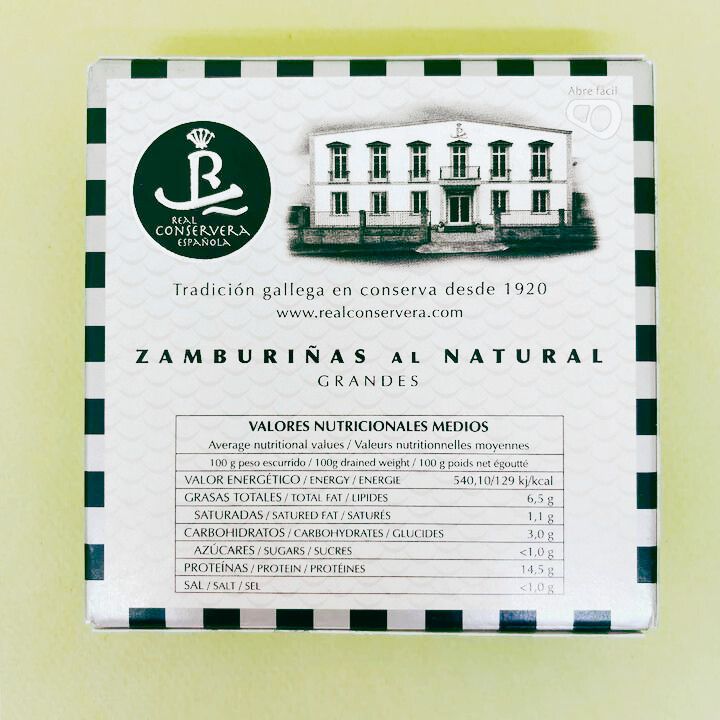 Abre fácil
R
REAL
CONSERVERA
ESPAÑOLA
Tradición gallega en conserva desde 1920
www.realconservera.com
ZAMBURIÑAS AL NATURAL
GRANDES
VALORES NUTRICIONALES MEDIOS
Average nutritional values / Valeurs nutritionnelles moyennes
100 g peso escurrido / 100g drained weight / 100 g poids net égoutté
VALOR ENERGÉTICO / ENERGY / ENERGIE 540,10/129 kj/kcal
GRASAS TOTALES / TOTAL FAT / LIPIDES 6,5 g
SATURADAS / SATURED FAT / SATURÉS 1,1 g
CARBOHIDRATOS / CARBOHYDRATES / GLUCIDES 3,0 g
AZÚCARES / SUGARS / SUCRES <1,0 g
PROTEÍNAS / PROTEIN / PROTÉINES 14,5 g
SAL / SALT / SEL <1,0 g